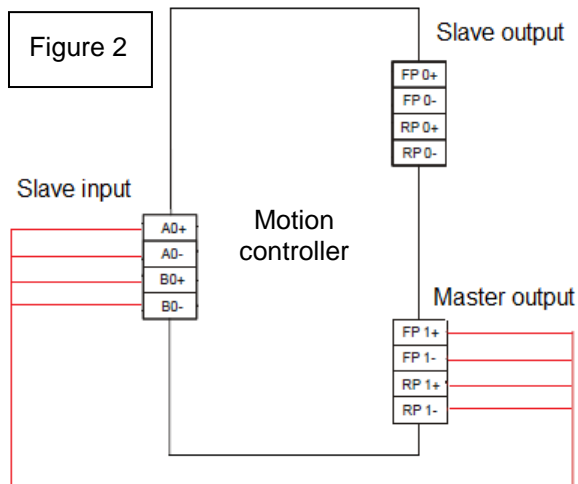 Figure 2
Slave output
FP 0+
FP 0-
RP 0+
RP 0-
Slave input
A0+
A0-
B0+
B0-
Motion
controller
Master output
FP 1+
FP 1-
RP 1+
RP 1-